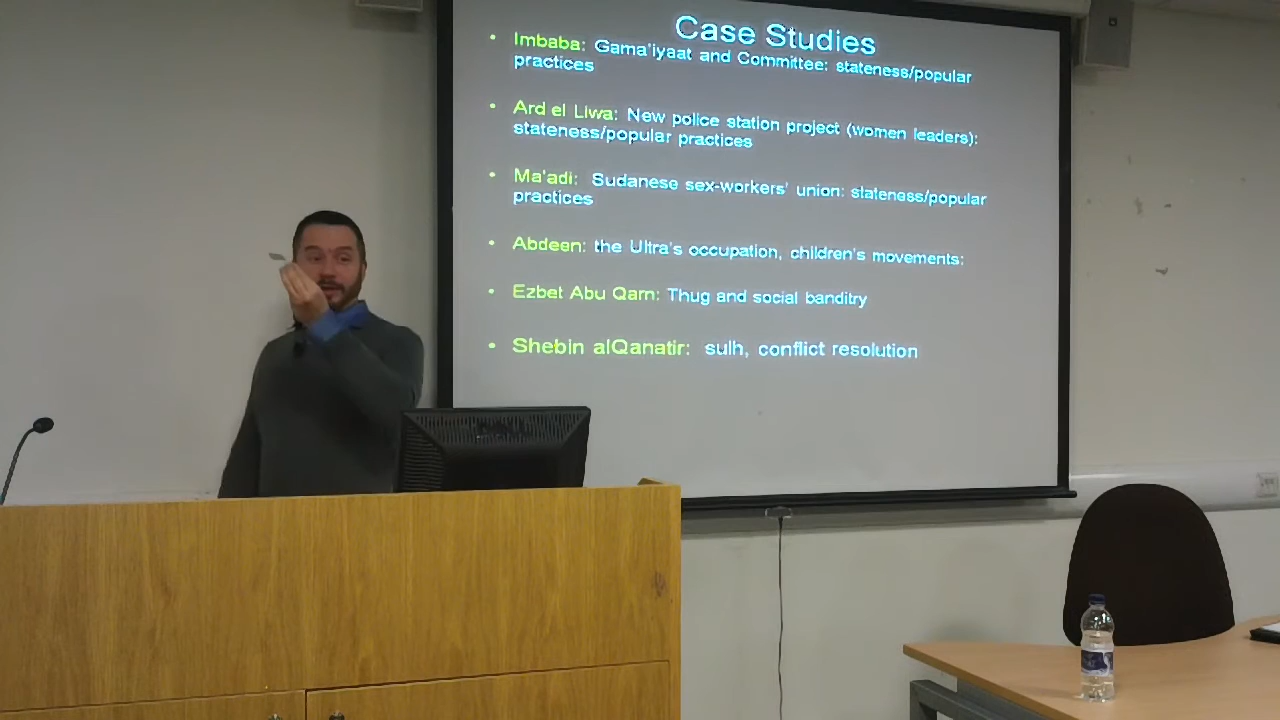 Case Studies
• Imbaba: Gama'iyaat and Committee: stateness/popular
practices
• Ard el Liwa: New police station project (women leaders):
stateness/popular practices
• Ma'adi: Sudanese sex-workers' union: stateness/popular
practices
• Abdeen: the Ultra's occupation, children's movements:
• Ezbet Abu Qarn: Thug and social banditry
• Shebin alQanatir: sulh, conflict resolution